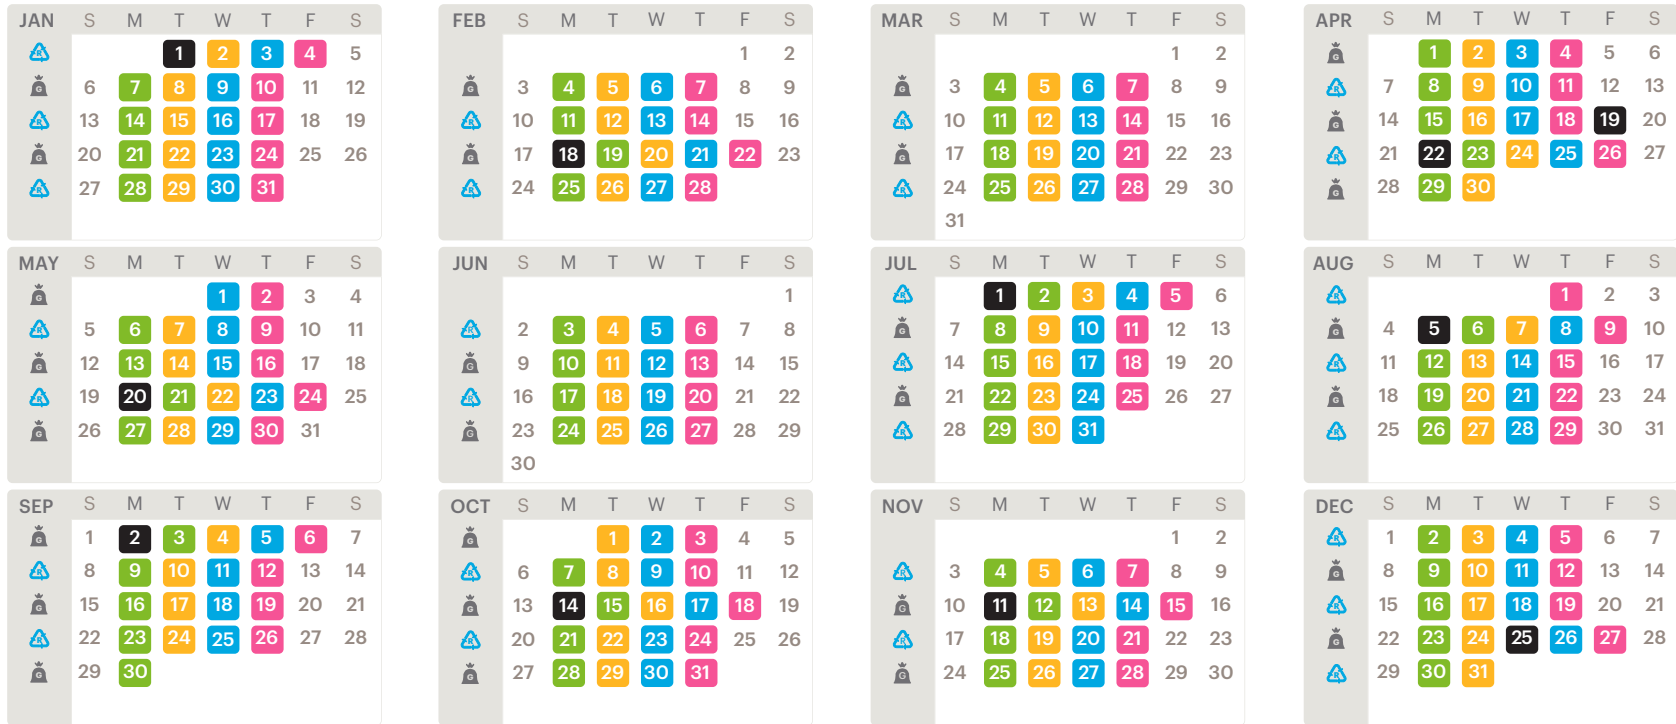 JAN S M T W T F S
R 1 2 3 4 5
G 6 7 8 9 10 11 12
R 13 14 15 16 17 18 19
G 20 21 22 23 24 25 26
R 27 28 29 30 31
FEB S M T W T F S
1 2
G 3 4 5 6 7 8 9
R 10 11 12 13 14 15 16
G 17 18 19 20 21 22 23
R 24 25 26 27 28
MAR S M T W T F S
1 2
G 3 4 5 6 7 8 9
R 10 11 12 13 14 15 16
G 17 18 19 20 21 22 23
R 24 25 26 27 28 29 30
31
APR S M T W T F S
G 1 2 3 4 5 6
R 7 8 9 10 11 12 13
G 14 15 16 17 18 19 20
R 21 22 23 24 25 26 27
G 28 29 30
MAY S M T W T F S
G 1 2 3 4
R 5 6 7 8 9 10 11
G 12 13 14 15 16 17 18
R 19 20 21 22 23 24 25
G 26 27 28 29 30 31
JUN S M T W T F S
1
R 2 3 4 5 6 7 8
G 9 10 11 12 13 14 15
R 16 17 18 19 20 21 22
G 23 24 25 26 27 28 29
30
JUL S M T W T F S
R 1 2 3 4 5 6
G 7 8 9 10 11 12 13
R 14 15 16 17 18 19 20
G 21 22 23 24 25 26 27
R 28 29 30 31
AUG S M T W T F S
R 1 2 3
G 4 5 6 7 8 9 10
R 11 12 13 14 15 16 17
G 18 19 20 21 22 23 24
R 25 26 27 28 29 30 31
SEP S M T W T F S
G 1 2 3 4 5 6 7
R 8 9 10 11 12 13 14
G 15 16 17 18 19 20 21
R 22 23 24 25 26 27 28
G 29 30
OCT S M T W T F S
G 1 2 3 4 5
R 6 7 8 9 10 11 12
G 13 14 15 16 17 18 19
R 20 21 22 23 24 25 26
G 27 28 29 30 31
NOV S M T W T F S
1 2
R 3 4 5 6 7 8 9
G 10 11 12 13 14 15 16
R 17 18 19 20 21 22 23
G 24 25 26 27 28 29 30
DEC S M T W T F S
R 1 2 3 4 5 6 7
G 8 9 10 11 12 13 14
R 15 16 17 18 19 20 21
G 22 23 24 25 26 27 28
R 29 30 31